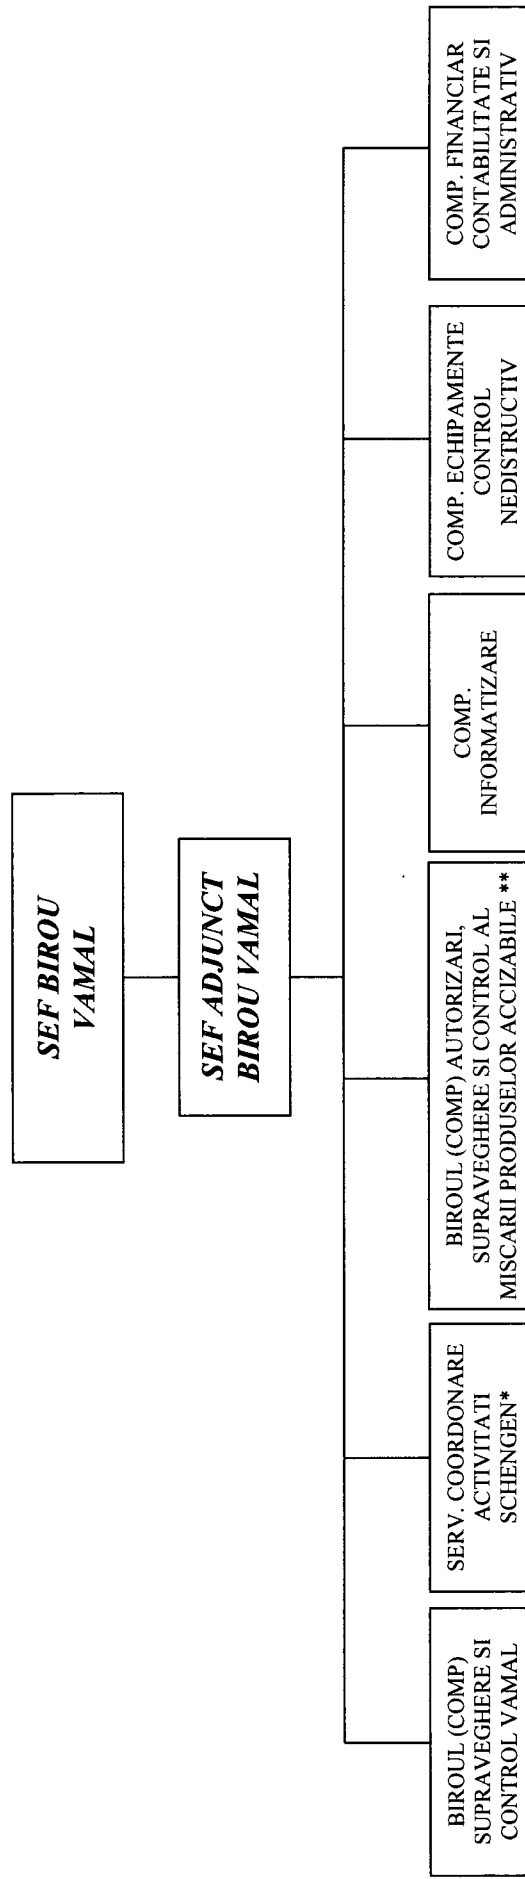 SEF BIROU
VAMAL
SEF ADJUNCT
BIROU VAMAL
BIROUL (COMP)
SUPRAVEGHERE SI
CONTROL VAMAL
SERV. COORDONARE
ACTIVITATI
SCHENGEN*
BIROUL (COMP) AUTORIZARI,
SUPRAVEGHERE SI CONTROL AL
MISCARII PRODUSELOR ACCIZABILE **
COMP.
INFORMATIZARE
COMP. ECHIPAMENTE
CONTROL
NEDISTRUCTIV
COMP. FINANCIAR
CONTABILITATE SI
ADMINISTRATIV